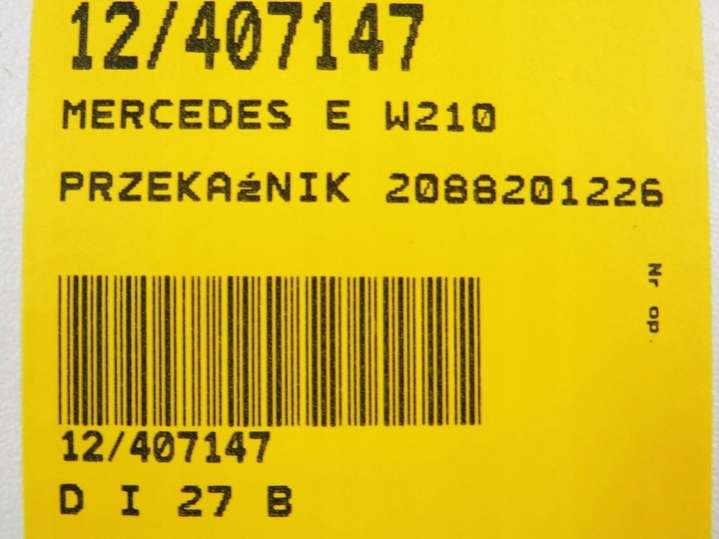 12/407147
MERCEDES E W210
PRZEKAźNIK 2088201226
Nr op.
12/407147
D I 27 B